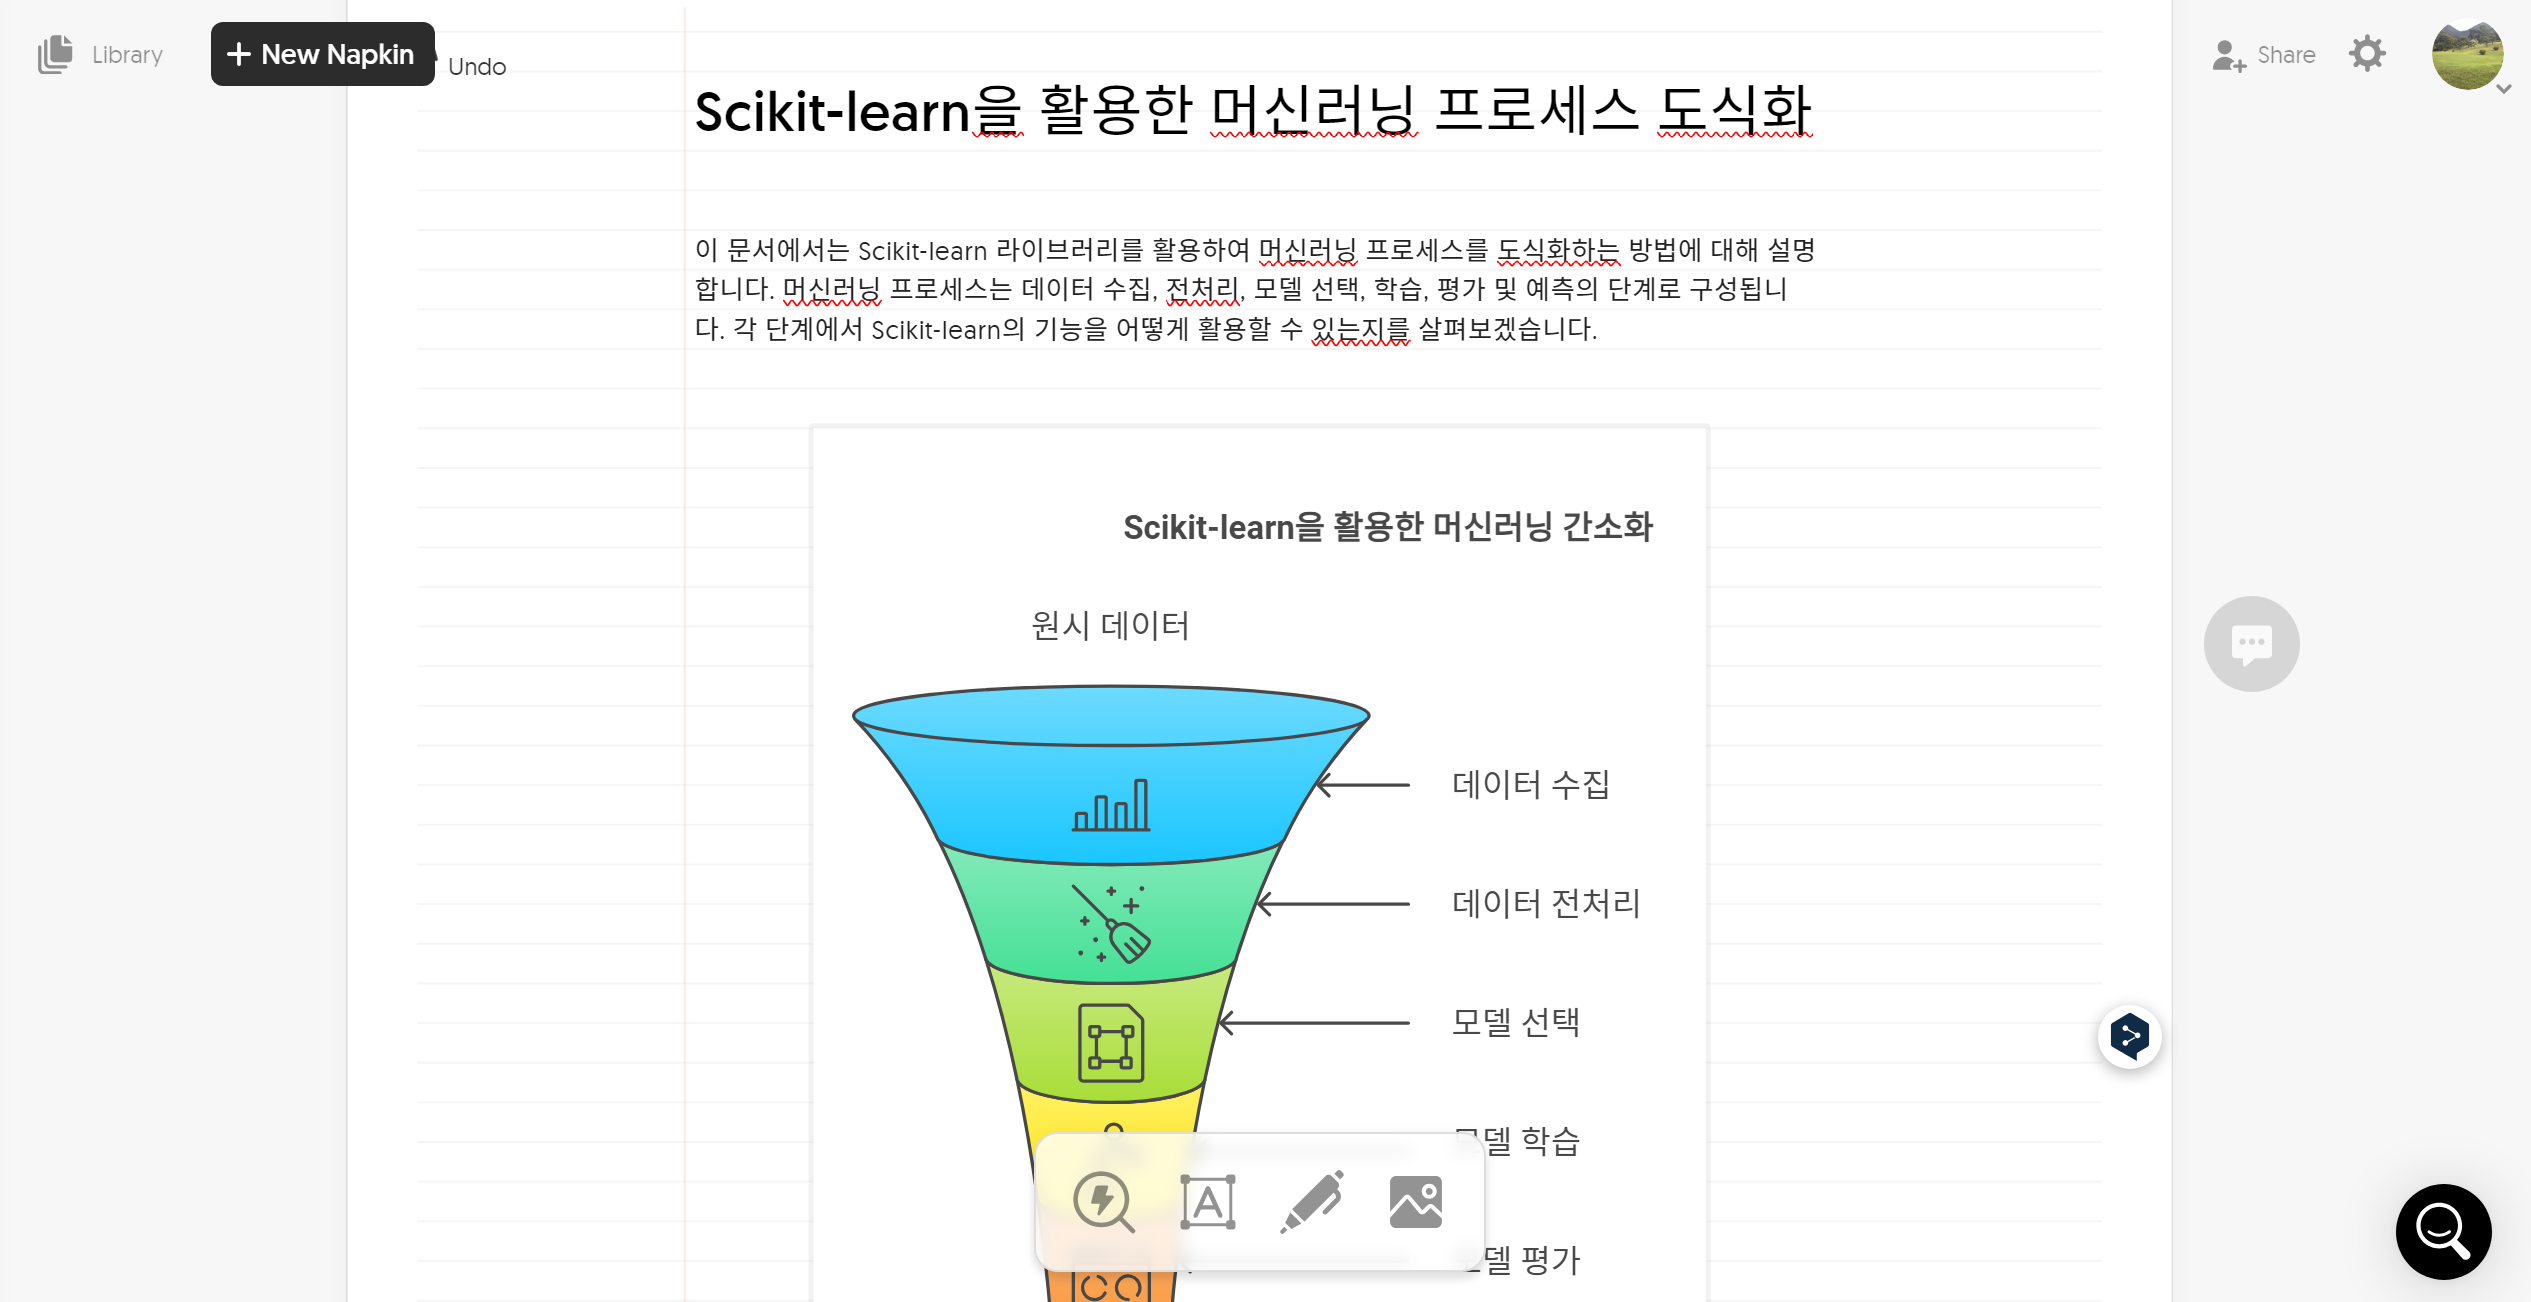 Library
New Napkin
Undo
Share
Scikit-learn을 활용한 머신러닝 프로세스 도식화
이 문서에서는 Scikit-learn 라이브러리를 활용하여 머신러닝 프로세스를 도식화하는 방법에 대해 설명
합니다. 머신러닝 프로세스는 데이터 수집, 전처리, 모델 선택, 학습, 평가 및 예측의 단계로 구성됩니
다. 각 단계에서 Scikit-learn의 기능을 어떻게 활용할 수 있는지를 살펴보겠습니다.
Scikit-learn을 활용한 머신러닝 간소화
원시 데이터
데이터 수집
데이터 전처리
모델 선택
모델 학습
모델 평가